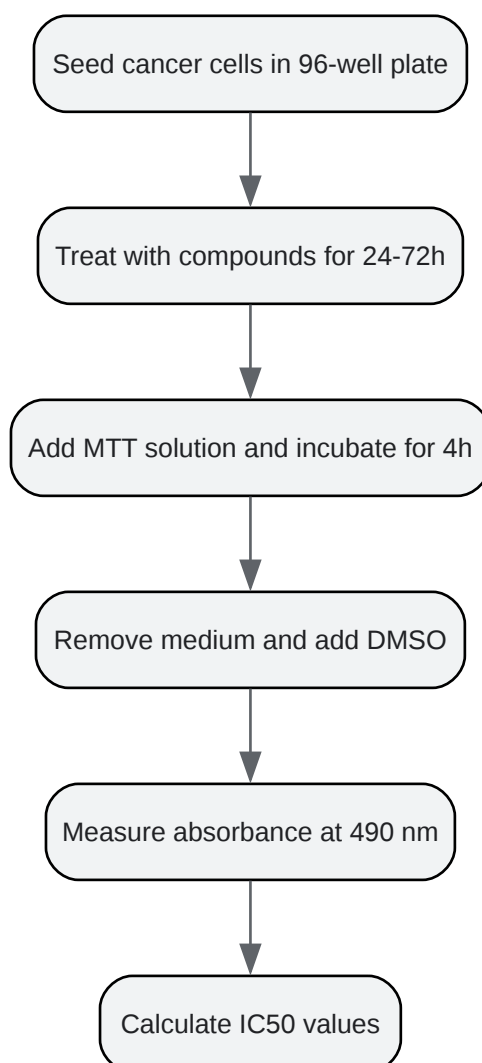 Seed cancer cells in 96-well plate
Treat with compounds for 24-72h
Add MTT solution and incubate for 4h
Remove medium and add DMSO
Measure absorbance at 490 nm
Calculate IC50 values